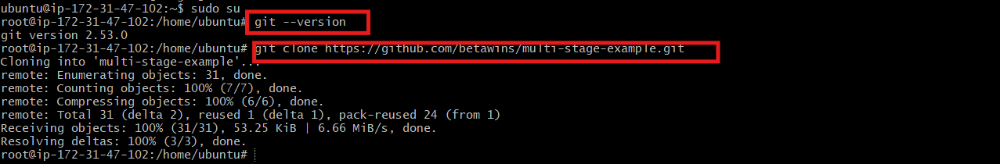 ubuntu@ip-172-31-47-102:~$ sudo su
root@ip-172-31-47-102:/home/ubuntu# git --version
git version 2.53.0
root@ip-172-31-47-102:/home/ubuntu# git clone https://github.com/betawins/multi-stage-example.git
Cloning into 'multi-stage-example'...
remote: Enumerating objects: 31, done.
remote: Counting objects: 100% (7/7), done.
remote: Compressing objects: 100% (6/6), done.
remote: Total 31 (delta 2), reused 1 (delta 1), pack-reused 24 (from 1)
Receiving objects: 100% (31/31), 53.25 KiB | 6.66 MiB/s, done.
Resolving deltas: 100% (3/3), done.
root@ip-172-31-47-102:/home/ubuntu#